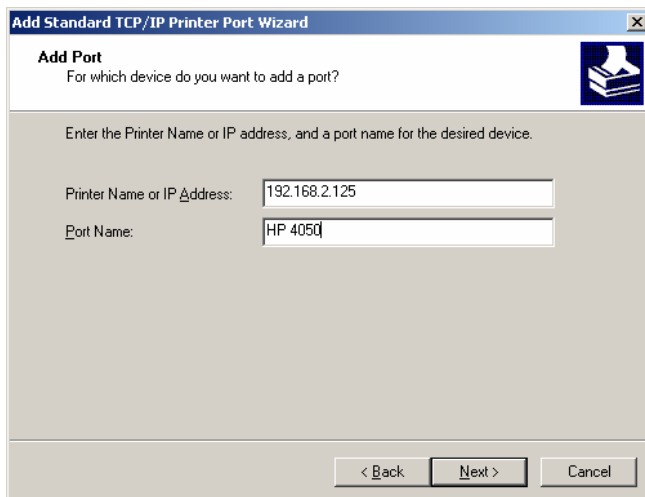 Add Standard TCP/IP Printer Port Wizard
Add Port
For which device do you want to add a port?
Enter the Printer Name or IP address, and a port name for the desired device.
Printer Name or IP Address: 192.168.2.125
Port Name: HP 4050
< Back Next > Cancel